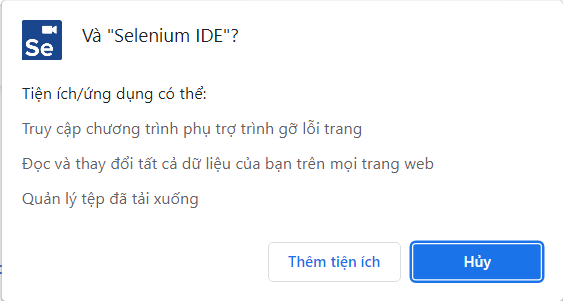 Se
Và "Selenium IDE"?
Tiện ích/ứng dụng có thể:
Truy cập chương trình phụ trợ trình gỡ lỗi trang
Đọc và thay đổi tất cả dữ liệu của bạn trên mọi trang web
Quản lý tệp đã tải xuống
Thêm tiện ích
Hủy